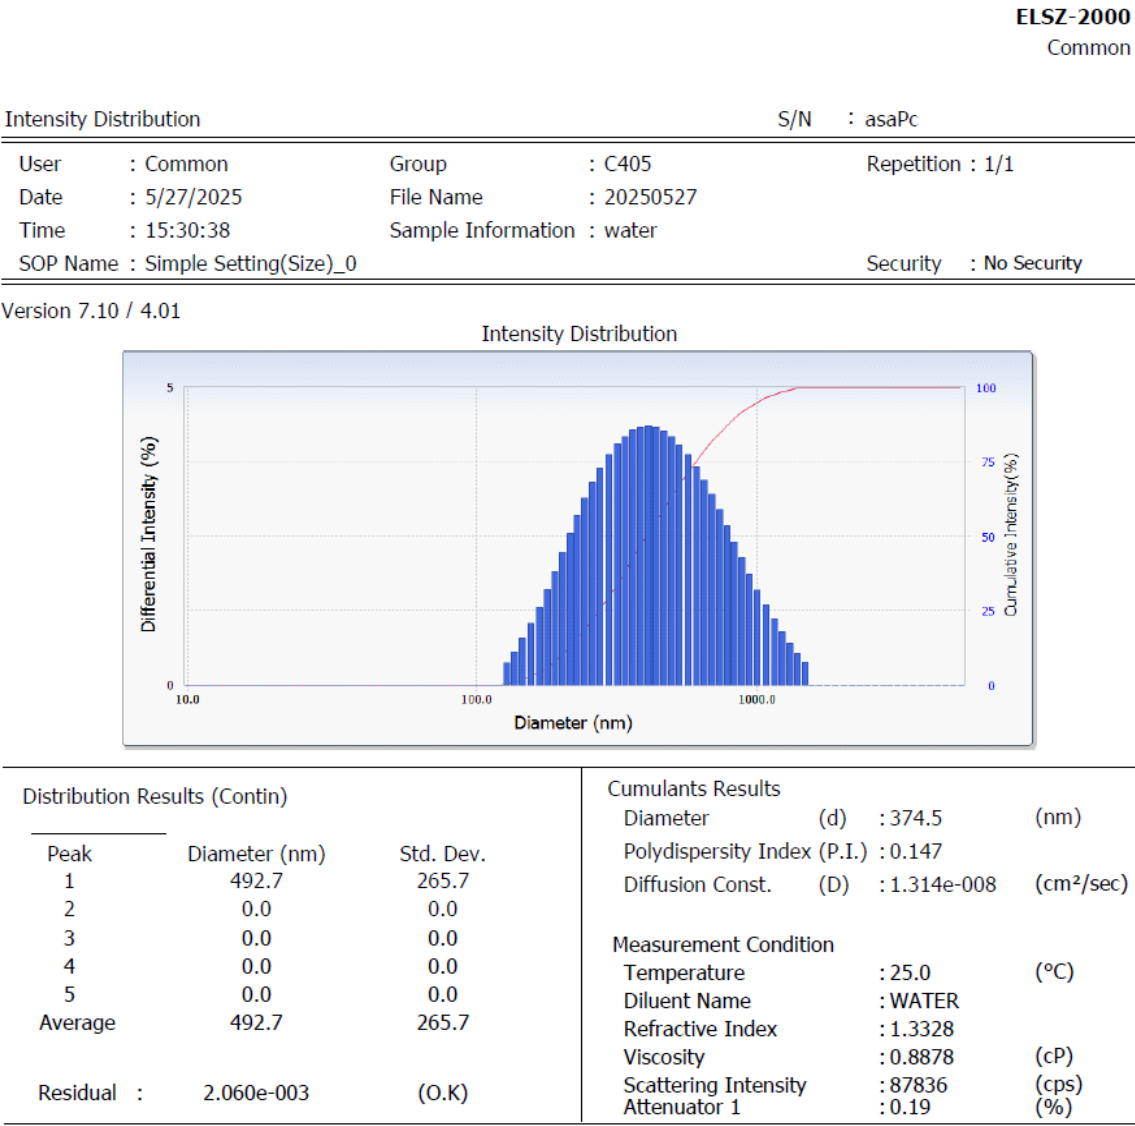 ELSZ-2000
Common
Intensity Distribution S/N : asaPc
User : Common Group : C405 Repetition : 1/1
Date : 5/27/2025 File Name : 20250527
Time : 15:30:38 Sample Information : water
SOP Name : Simple Setting(Size)_0 Security : No Security
Version 7.10 / 4.01
Intensity Distribution
5 100
75
50
25
0 0
Differential Intensity (%)
Cumulative Intensity(%)
10.0 100.0 1000.0
Diameter (nm)
Distribution Results (Contin)
Peak Diameter (nm) Std. Dev.
1 492.7 265.7
2 0.0 0.0
3 0.0 0.0
4 0.0 0.0
5 0.0 0.0
Average 492.7 265.7
Residual : 2.060e-003 (O.K)
Cumulants Results
Diameter (d) : 374.5 (nm)
Polydispersity Index (P.I.) : 0.147
Diffusion Const. (D) : 1.314e-008 (cm²/sec)
Measurement Condition
Temperature : 25.0 (°C)
Diluent Name : WATER
Refractive Index : 1.3328
Viscosity : 0.8878 (cP)
Scattering Intensity : 87836 (cps)
Attenuator 1 : 0.19 (%)